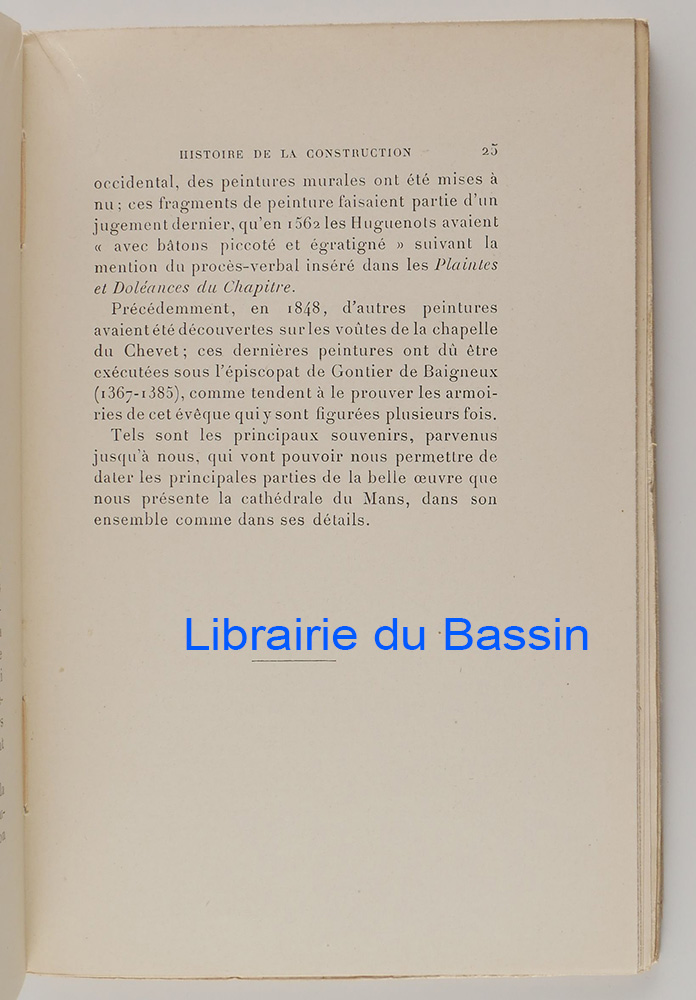 HISTOIRE DE LA CONSTRUCTION 25
occidental, des peintures murales ont été mises à
nu ; ces fragments de peinture faisaient partie d'un
jugement dernier, qu'en 1562 les Huguenots avaient
« avec bâtons piccoté et égratigné » suivant la
mention du procès-verbal inséré dans les Plaintes
et Doléances du Chapitre.
Précédemment, en 1848, d'autres peintures
avaient été découvertes sur les voûtes de la chapelle
du Chevet ; ces dernières peintures ont dû être
exécutées sous l'épiscopat de Gontier de Baigneux
(1367-1385), comme tendent à le prouver les armoi-
ries de cet évêque qui y sont figurées plusieurs fois.
Tels sont les principaux souvenirs, parvenus
jusqu'à nous, qui vont pouvoir nous permettre de
dater les principales parties de la belle œuvre que
nous présente la cathédrale du Mans, dans son
ensemble comme dans ses détails.
Librairie du Bassin